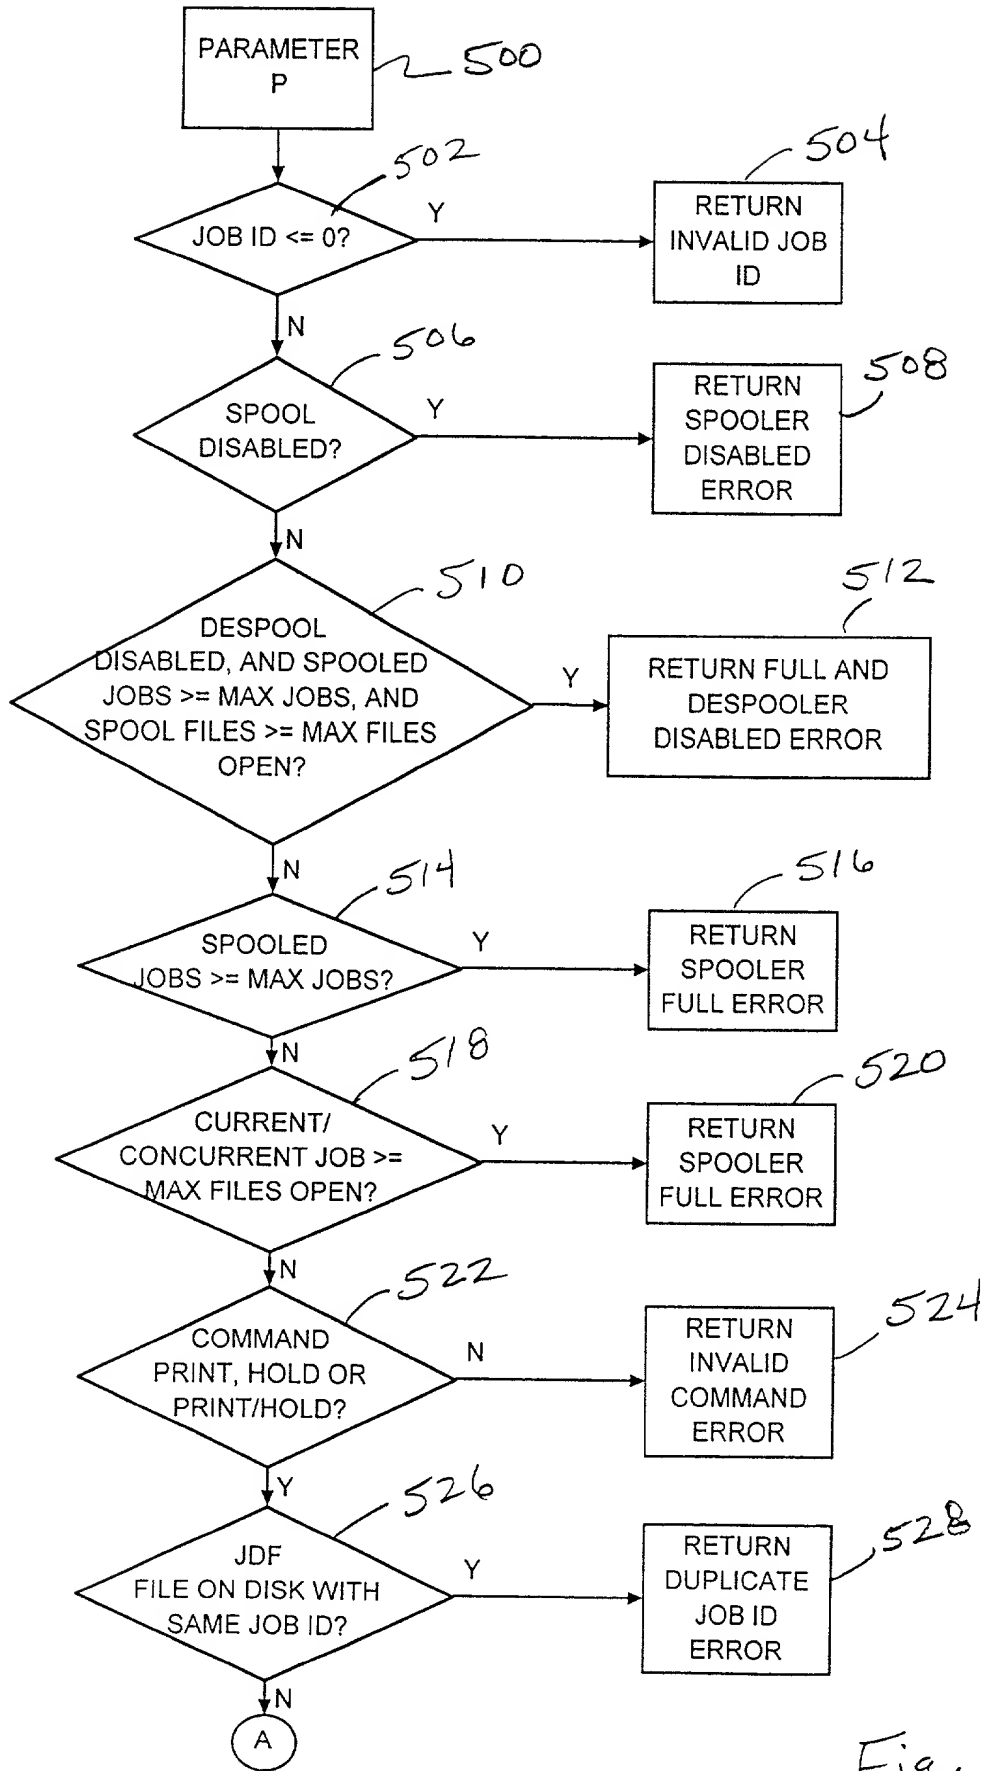 PARAMETER
P
500
502
JOB ID <= 0?
Y
504
RETURN
INVALID JOB
ID
N
506
SPOOL
DISABLED?
Y
508
RETURN
SPOOLER
DISABLED
ERROR
N
510
DESPOOL
DISABLED, AND SPOOLED
JOBS >= MAX JOBS, AND
SPOOL FILES >= MAX FILES
OPEN?
Y
512
RETURN FULL AND
DESPOOLER
DISABLED ERROR
N
514
SPOOLED
JOBS >= MAX JOBS?
Y
516
RETURN
SPOOLER
FULL ERROR
N
518
CURRENT/
CONCURRENT JOB >=
MAX FILES OPEN?
Y
520
RETURN
SPOOLER
FULL ERROR
N
522
COMMAND
PRINT, HOLD OR
PRINT/HOLD?
N
524
RETURN
INVALID
COMMAND
ERROR
Y
526
JDF
FILE ON DISK WITH
SAME JOB ID?
Y
528
RETURN
DUPLICATE
JOB ID
ERROR
N
A
Fig.